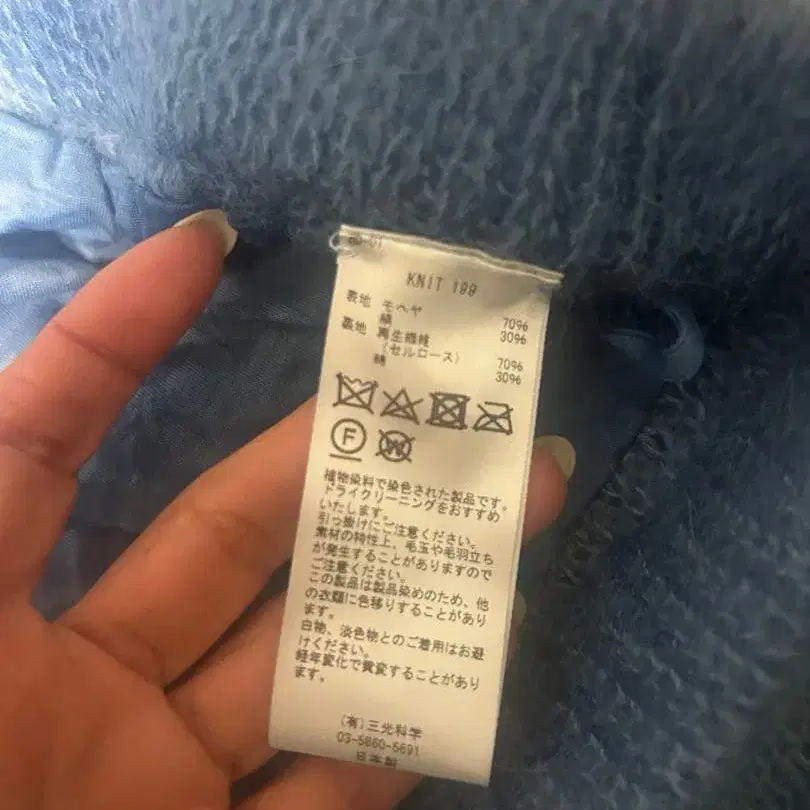 KNIT 199
表地 モヘヤ 70%
綿 30%
裏地 再生繊維
(セルロース) 70%
綿 30%
F W
植物染料で染色された製品です。
ドライクリーニングをおすすめ
いたします。
引っ掛けにご注意ください。
素材の特性上、毛玉や毛羽立ち
が発生することがありますので
ご注意ください。
この製品は製品染めのため、他
の衣類に色移りすることがあり
ます。
白物、淡色物とのご着用はお避
けください。
経年変化で黄変することがあり
ます。
(有)三光科学
03-5860-5691
日本製